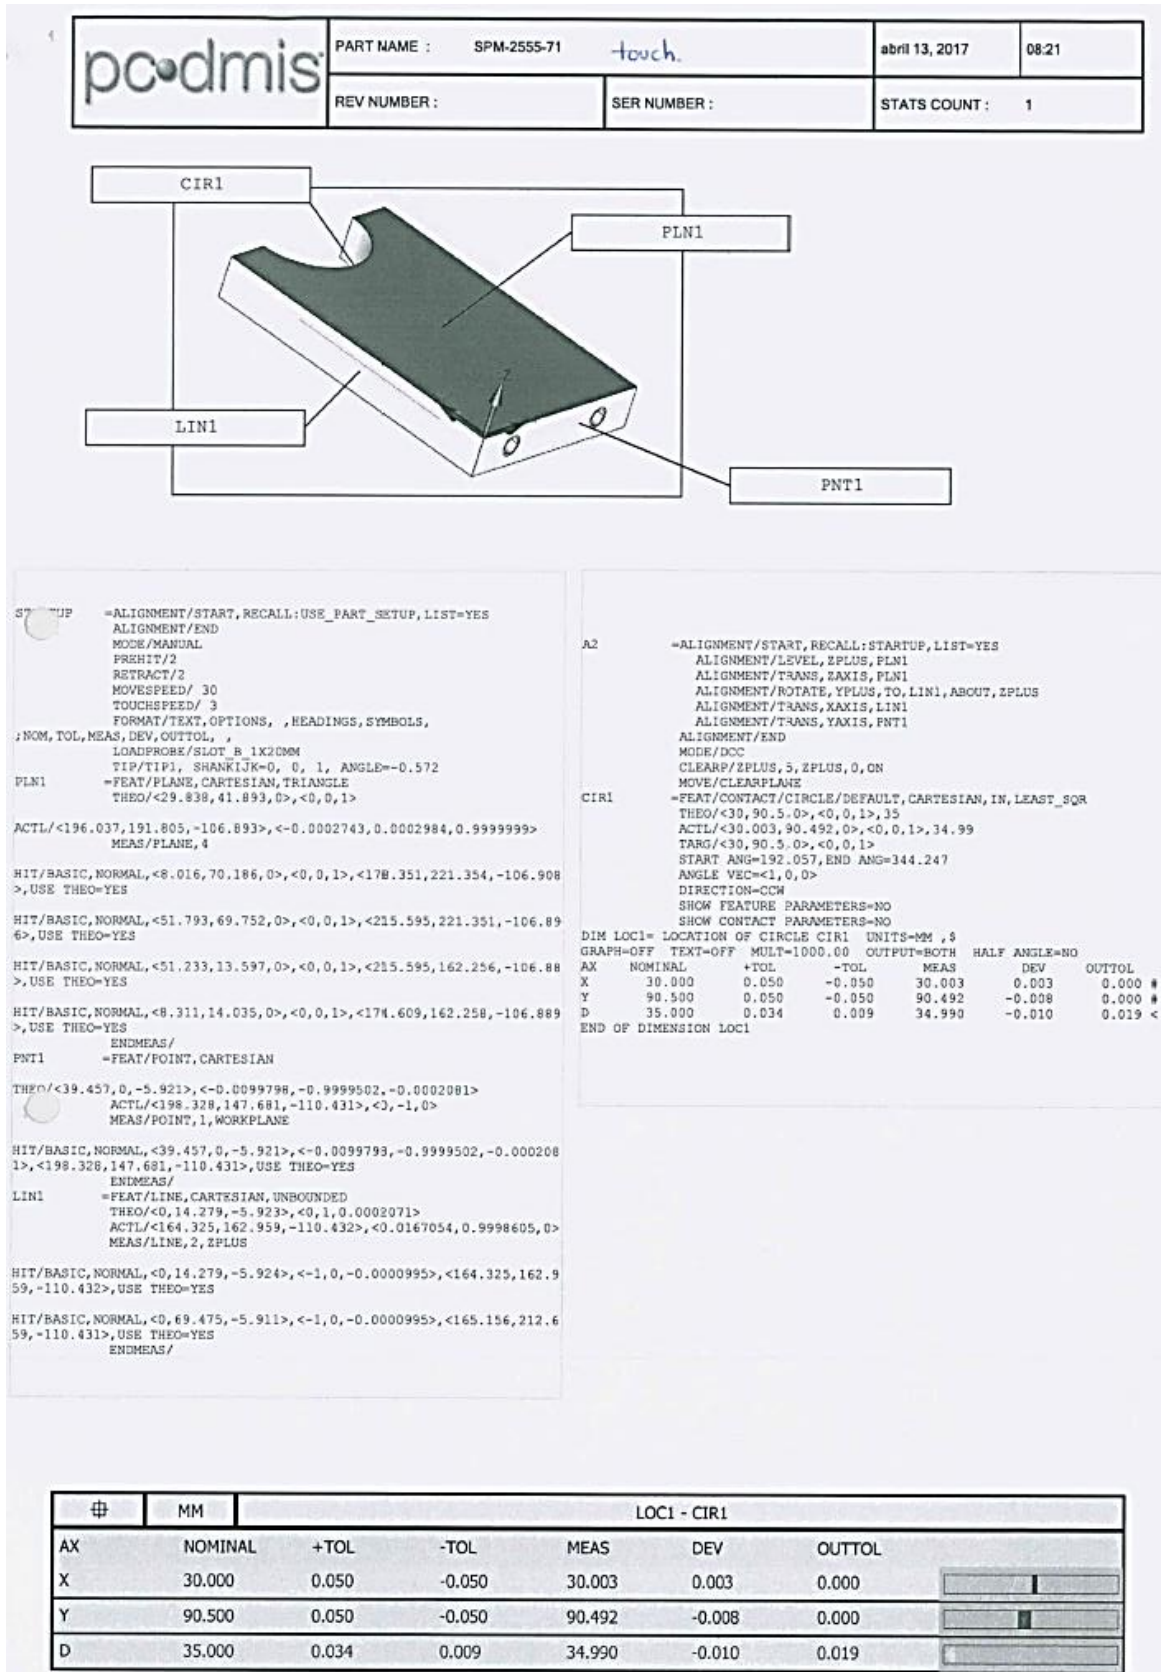 pc•dmis
PART NAME : SPM-2555-71 touch. abril 13, 2017 08:21
REV NUMBER : SER NUMBER : STATS COUNT : 1
CIR1
PLN1
Z
LIN1
PNT1
=ALIGNMENT/START,RECALL:USE_PART_SETUP,LIST=YES
ALIGNMENT/END
MODE/MANUAL
PREHIT/2
RETRACT/2
MOVESPEED/ 30
TOUCHSPEED/ 3
FORMAT/TEXT,OPTIONS, ,HEADINGS,SYMBOLS,
;NOM,TOL,MEAS,DEV,OUTTOL, ,
LOADPROBE/SLOT_B_1X20MM
TIP/TIP1, SHANKIJK=0, 0, 1, ANGLE=-0.572
PLN1 =FEAT/PLANE,CARTESIAN,TRIANGLE
THEO/<29.838,41.893,0>,<0,0,1>
ACTL/<196.037,191.805,-106.893>,<-0.0002743,0.0002984,0.9999999>
MEAS/PLANE,4
HIT/BASIC,NORMAL,<8.016,70.186,0>,<0,0,1>,<178.351,221.354,-106.908
>,USE THEO=YES
HIT/BASIC,NORMAL,<51.793,69.752,0>,<0,0,1>,<215.595,221.351,-106.89
6>,USE THEO=YES
HIT/BASIC,NORMAL,<51.233,13.597,0>,<0,0,1>,<215.595,162.256,-106.88
>,USE THEO=YES
HIT/BASIC,NORMAL,<8.311,14.035,0>,<0,0,1>,<174.609,162.258,-106.889
>,USE THEO=YES
ENDMEAS/
PNT1 =FEAT/POINT,CARTESIAN
THEO/<39.457,0,-5.921>,<-0.0099798,-0.9999502,-0.0002081>
ACTL/<198.328,147.681,-110.431>,<0,-1,0>
MEAS/POINT,1,WORKPLANE
HIT/BASIC,NORMAL,<39.457,0,-5.921>,<-0.0099798,-0.9999502,-0.000208
1>,<198.328,147.681,-110.431>,USE THEO=YES
ENDMEAS/
LIN1 =FEAT/LINE,CARTESIAN,UNBOUNDED
THEO/<0,14.279,-5.923>,<0,1,0.0002071>
ACTL/<164.325,162.959,-110.432>,<0.0167054,0.9998605,0>
MEAS/LINE,2,ZPLUS
HIT/BASIC,NORMAL,<0,14.279,-5.924>,<-1,0,-0.0000995>,<164.325,162.9
59,-110.432>,USE THEO=YES
HIT/BASIC,NORMAL,<0,69.475,-5.911>,<-1,0,-0.0000995>,<165.156,212.6
59,-110.431>,USE THEO=YES
ENDMEAS/
A2 =ALIGNMENT/START,RECALL:STARTUP,LIST=YES
ALIGNMENT/LEVEL,ZPLUS,PLN1
ALIGNMENT/TRANS,ZAXIS,PLN1
ALIGNMENT/ROTATE,YPLUS,TO,LIN1,ABOUT,ZPLUS
ALIGNMENT/TRANS,XAXIS,LIN1
ALIGNMENT/TRANS,YAXIS,PNT1
ALIGNMENT/END
MODE/DCC
CLEARP/ZPLUS,5,ZPLUS,0,ON
MOVE/CLEARPLANE
CIR1 =FEAT/CONTACT/CIRCLE/DEFAULT,CARTESIAN,IN,LEAST_SQR
THEO/<30,90.5,0>,<0,0,1>,35
ACTL/<30.003,90.492,0>,<0,0,1>,34.99
TARG/<30,90.5,0>,<0,0,1>
START ANG=192.057,END ANG=344.247
ANGLE VEC=<1,0,0>
DIRECTION=CCW
SHOW FEATURE PARAMETERS=NO
SHOW CONTACT PARAMETERS=NO
DIM LOC1= LOCATION OF CIRCLE CIR1 UNITS=MM ,$
GRAPH=OFF TEXT=OFF MULT=1000.00 OUTPUT=BOTH HALF ANGLE=NO
AX NOMINAL +TOL -TOL MEAS DEV OUTTOL
X 30.000 0.050 -0.050 30.003 0.003 0.000 #
Y 90.500 0.050 -0.050 90.492 -0.008 0.000 #
D 35.000 0.034 0.009 34.990 -0.010 0.019 <
END OF DIMENSION LOC1
⌖ MM LOC1 - CIR1
AX NOMINAL +TOL -TOL MEAS DEV OUTTOL
X 30.000 0.050 -0.050 30.003 0.003 0.000
Y 90.500 0.050 -0.050 90.492 -0.008 0.000
D 35.000 0.034 0.009 34.990 -0.010 0.019